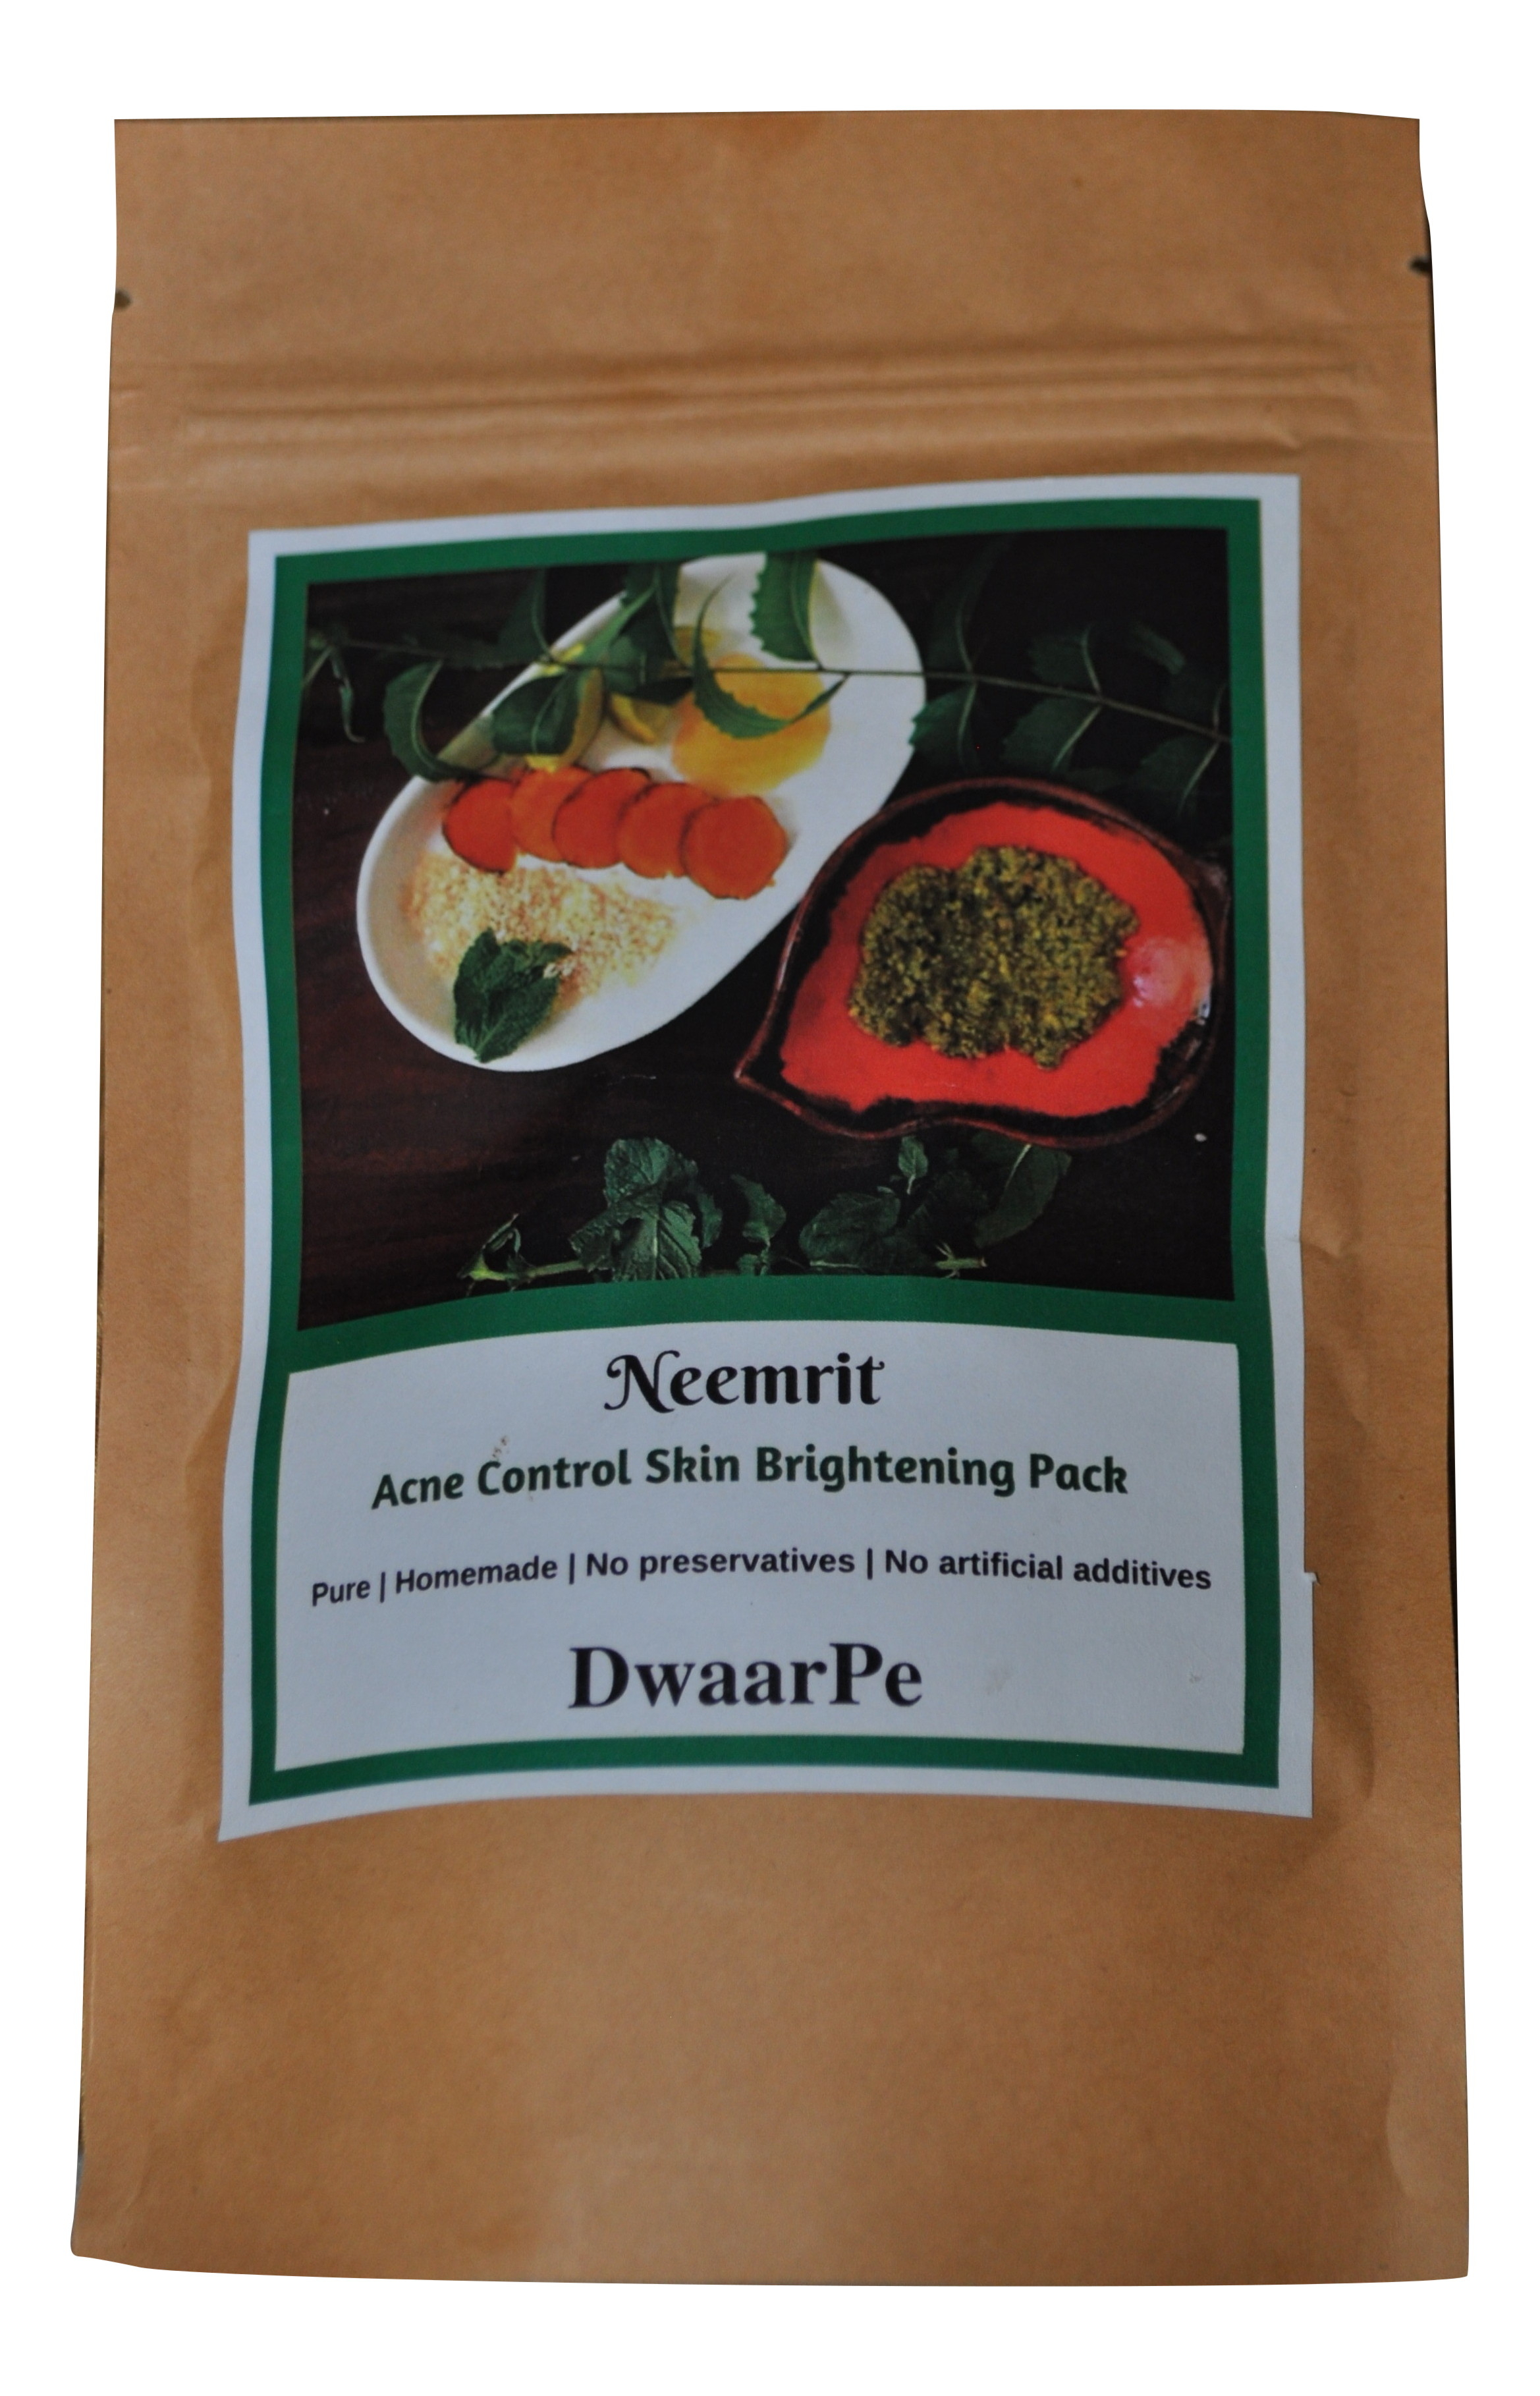 Neemrit
Acne Control Skin Brightening Pack
Pure | Homemade | No preservatives | No artificial additives
DwaarPe